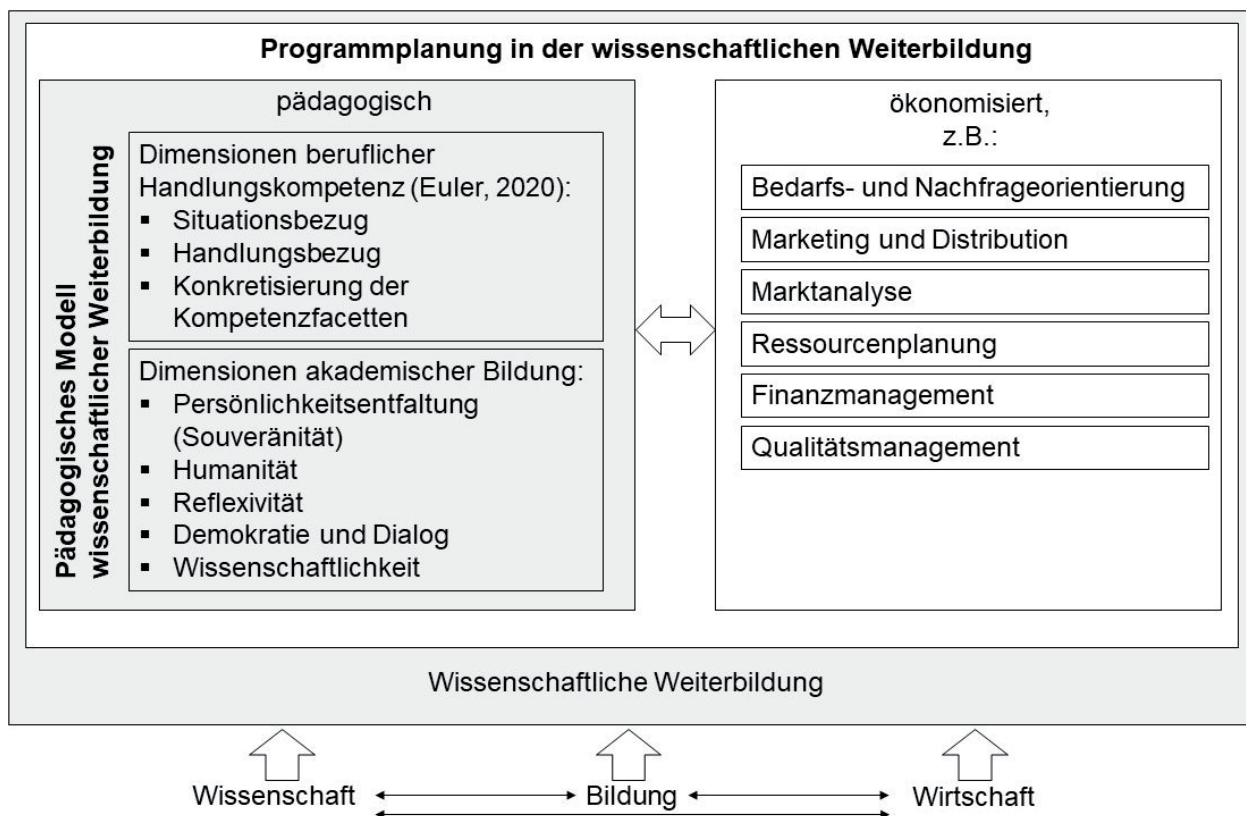 Programmplanung in der wissenschaftlichen Weiterbildung
Pädagogisches Modell
wissenschaftlicher Weiterbildung
pädagogisch
Dimensionen beruflicher
Handlungskompetenz (Euler, 2020):
▪ Situationsbezug
▪ Handlungsbezug
▪ Konkretisierung der
Kompetenzfacetten
Dimensionen akademischer Bildung:
▪ Persönlichkeitsentfaltung
(Souveränität)
▪ Humanität
▪ Reflexivität
▪ Demokratie und Dialog
▪ Wissenschaftlichkeit
ökonomisiert,
z.B.:
Bedarfs- und Nachfrageorientierung
Marketing und Distribution
Marktanalyse
Ressourcenplanung
Finanzmanagement
Qualitätsmanagement
Wissenschaftliche Weiterbildung
Wissenschaft
Bildung
Wirtschaft